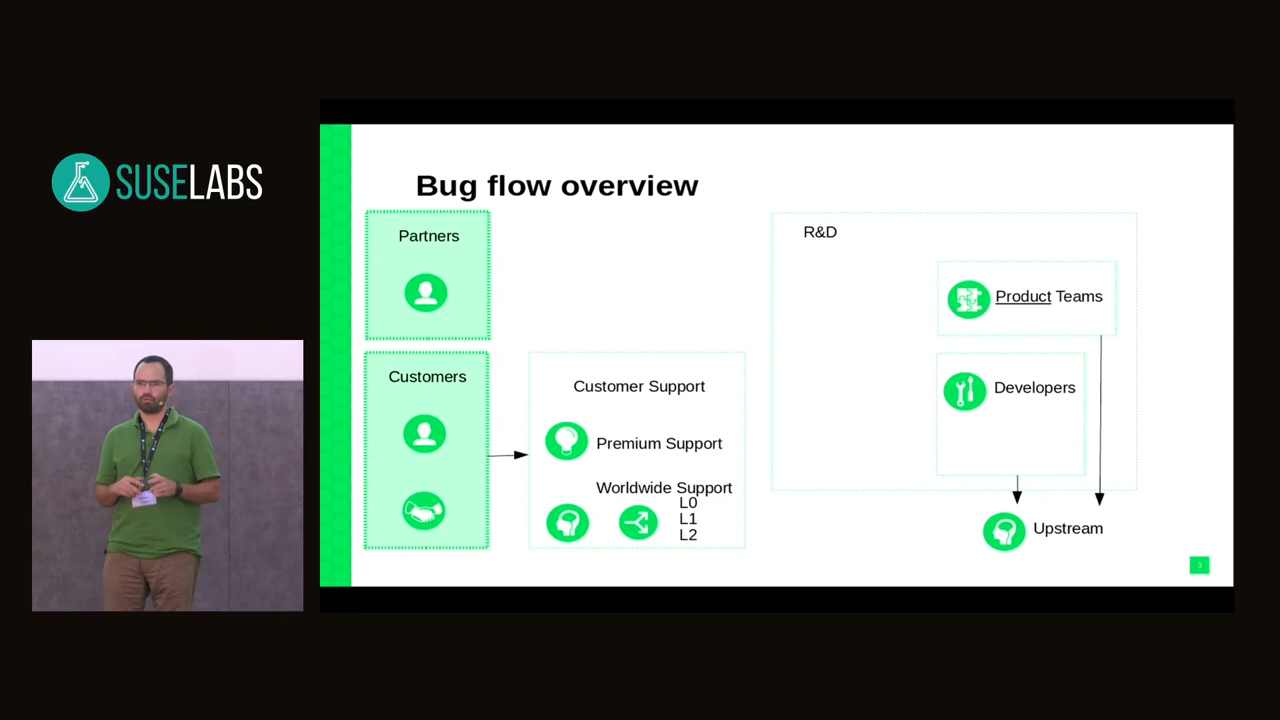 SUSELABS
Bug flow overview
Partners
Customers
Customer Support
Premium Support
Worldwide Support
L0
L1
L2
R&D
Product Teams
Developers
Upstream
3